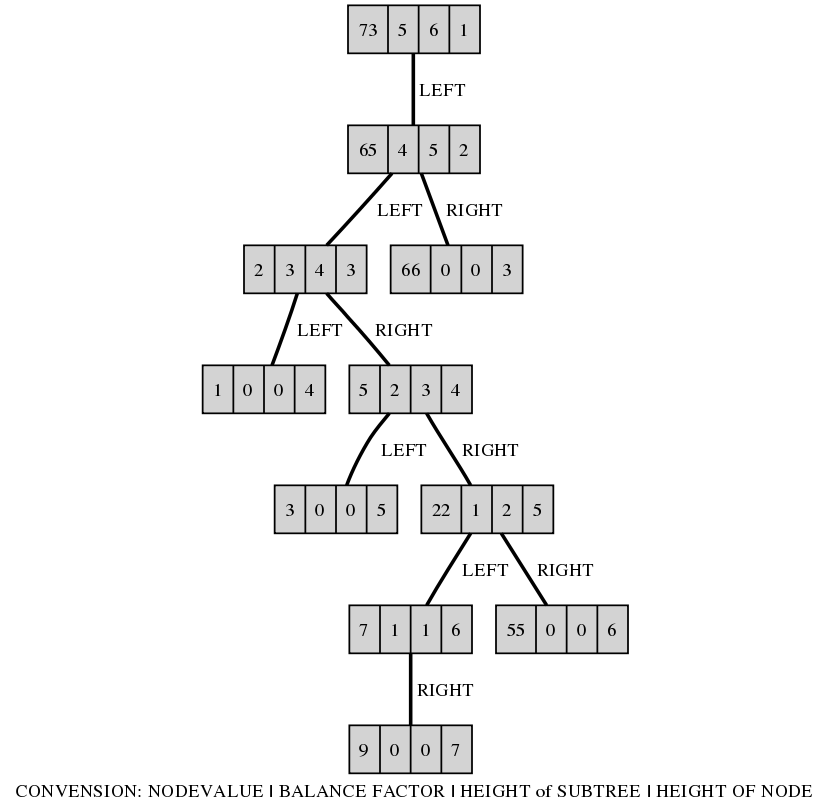 73 5 6 1
LEFT
65 4 5 2
LEFT RIGHT
2 3 4 3 66 0 0 3
LEFT RIGHT
1 0 0 4 5 2 3 4
LEFT RIGHT
3 0 0 5 22 1 2 5
LEFT RIGHT
7 1 1 6 55 0 0 6
RIGHT
9 0 0 7
CONVENSION: NODEVALUE | BALANCE FACTOR | HEIGHT of SUBTREE | HEIGHT OF NODE